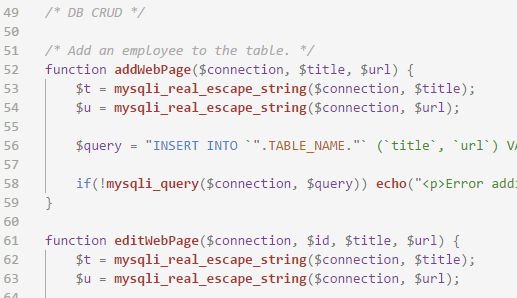 49 /* DB CRUD */
50
51 /* Add an employee to the table. */
52 function addWebPage($connection, $title, $url) {
53 $t = mysqli_real_escape_string($connection, $title);
54 $u = mysqli_real_escape_string($connection, $url);
55
56 $query = "INSERT INTO `".TABLE_NAME."` (`title`, `url`) VA
57
58 if(!mysqli_query($connection, $query)) echo("<p>Error addi
59 }
60
61 function editWebPage($connection, $id, $title, $url) {
62 $t = mysqli_real_escape_string($connection, $title);
63 $u = mysqli_real_escape_string($connection, $url);
64